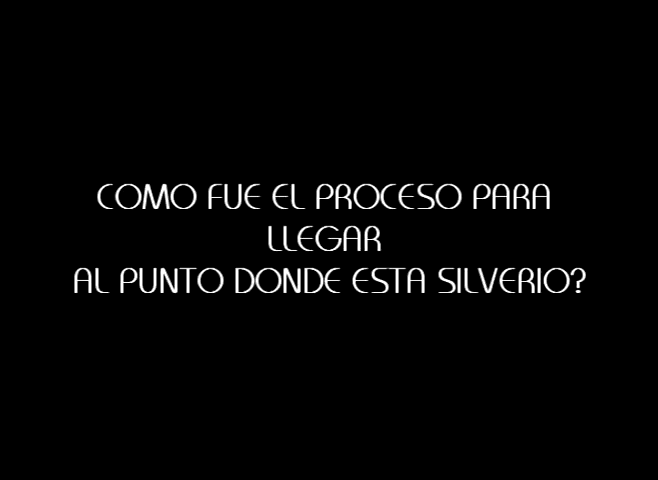 COMO FUE EL PROCESO PARA
LLEGAR
AL PUNTO DONDE ESTA SILVERIO?